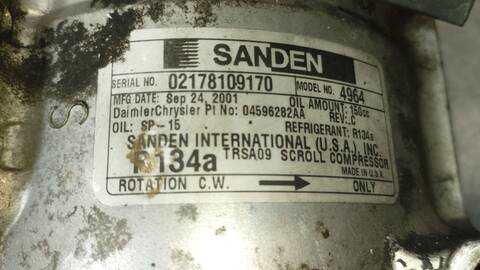 SANDEN
SERIAL NO. 02178109170 MODEL NO. 4964
MFG DATE: Sep 24, 2001 OIL AMOUNT: 150cc
DaimlerChrysler Pl No: 04596282AA REV: C
OIL: SP-15 REFRIGERANT: R134a
SANDEN INTERNATIONAL (U.S.A.), INC.
R134a TRSA09 SCROLL COMPRESSOR
MADE IN U.S.A.
ROTATION C.W. ONLY
S